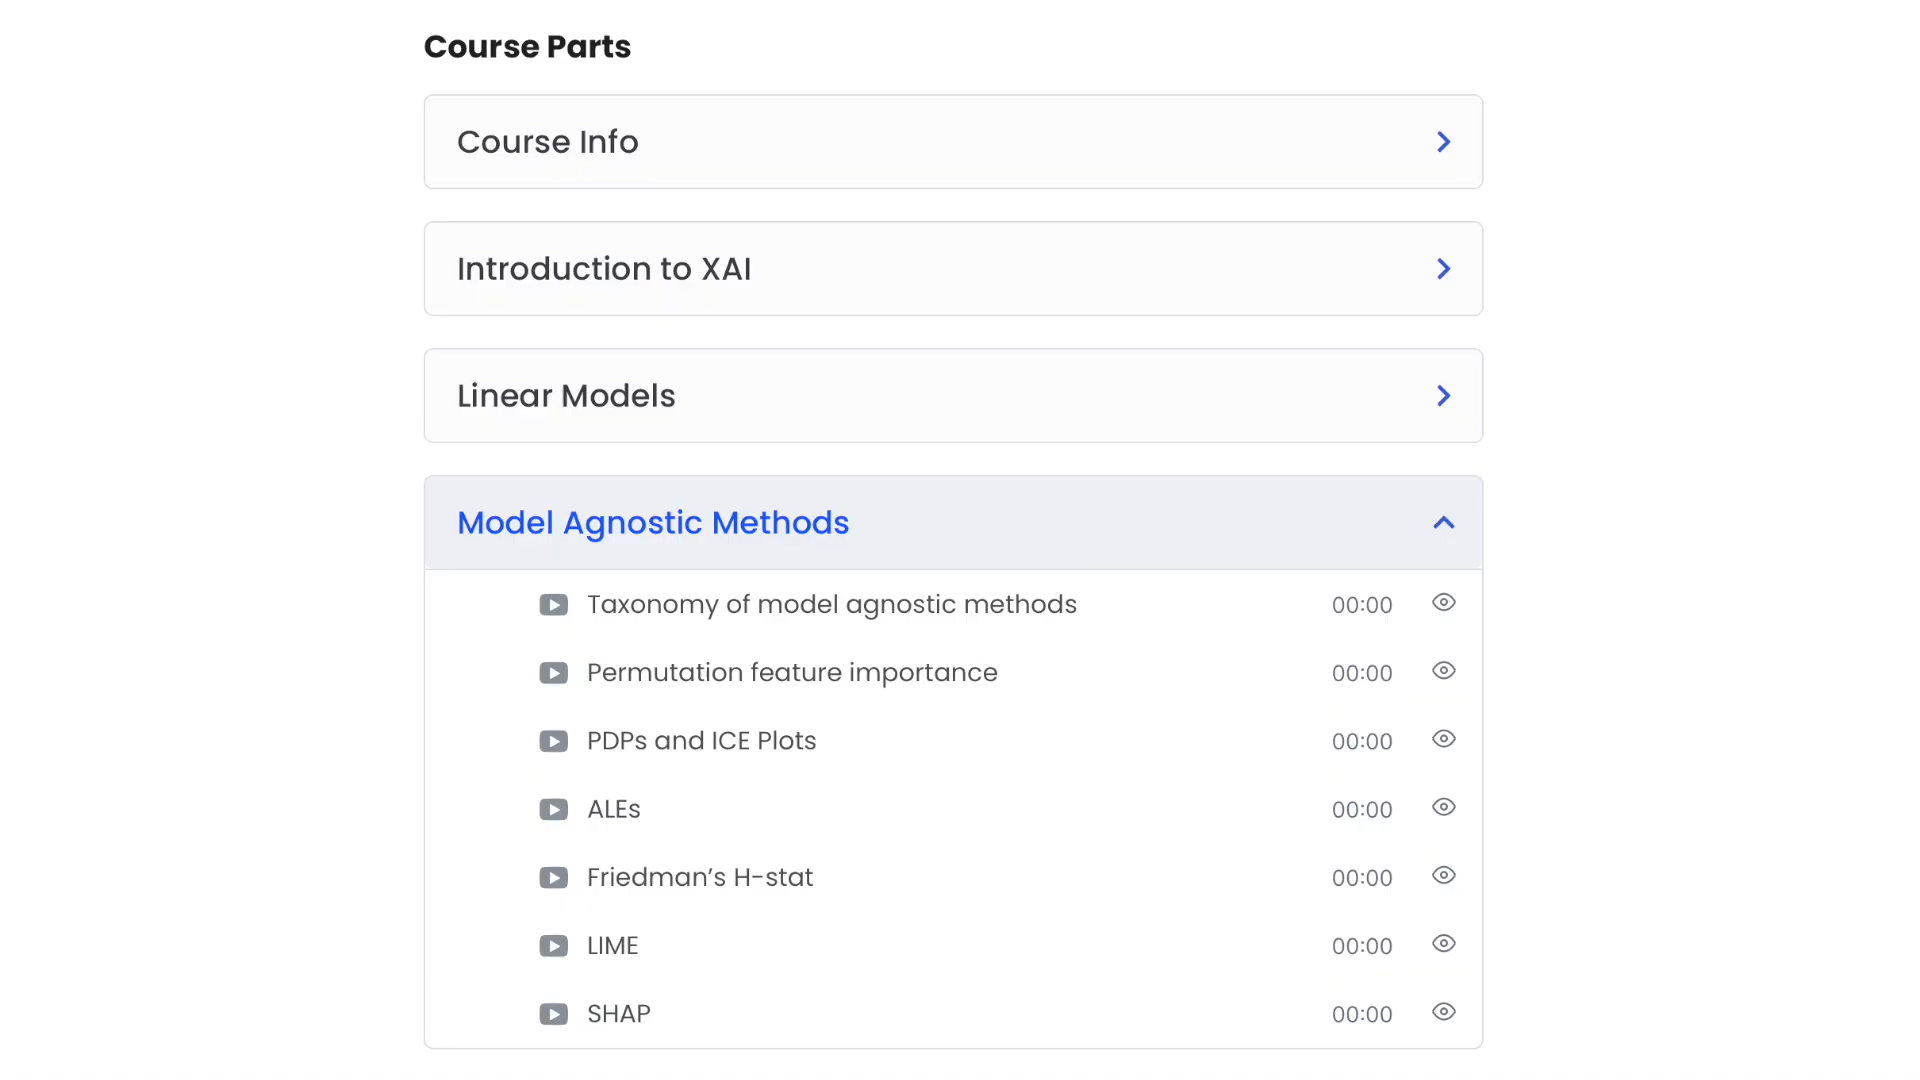 Course Parts
Course Info
Introduction to XAI
Linear Models
Model Agnostic Methods
Taxonomy of model agnostic methods 00:00
Permutation feature importance 00:00
PDPs and ICE Plots 00:00
ALEs 00:00
Friedman’s H-stat 00:00
LIME 00:00
SHAP 00:00